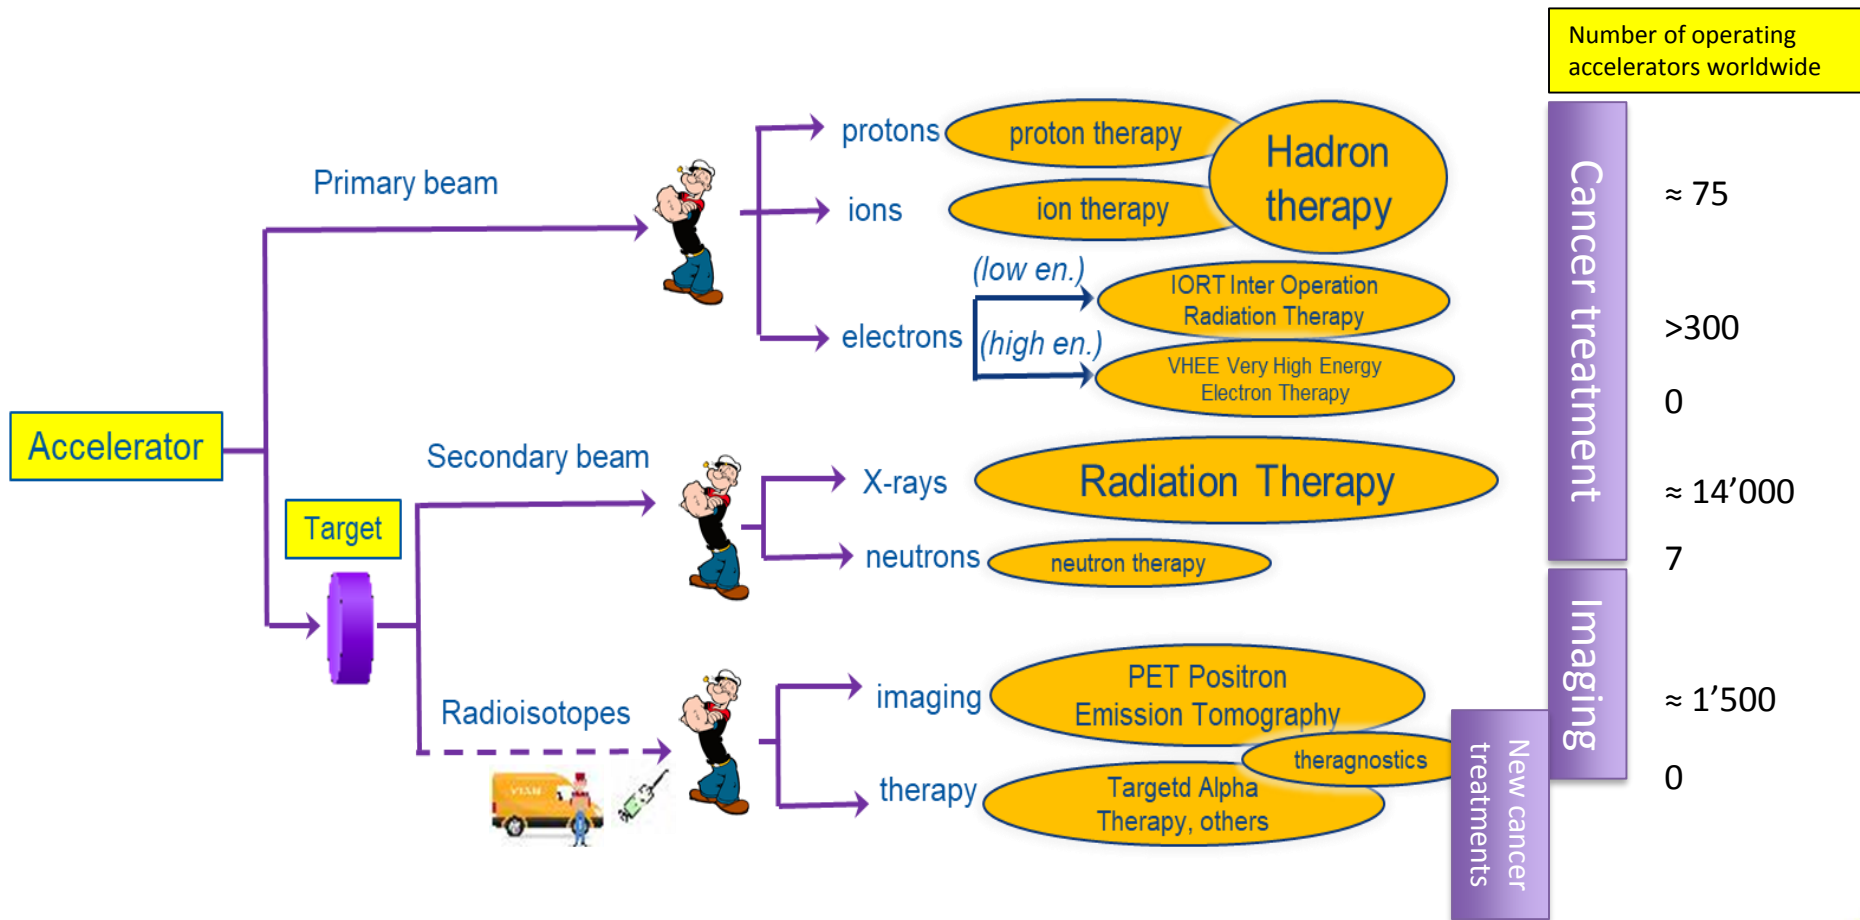 Number of operating
accelerators worldwide
protons
proton therapy
Hadron
therapy
Primary beam
ions
ion therapy
≈ 75
Cancer treatment
(low en.)
IORT Inter Operation
Radiation Therapy
electrons
(high en.)
>300
VHEE Very High Energy
Electron Therapy
0
Accelerator
Secondary beam
X-rays
Radiation Therapy
≈ 14’000
Target
neutrons
neutron therapy
7
Imaging
Radioisotopes
imaging
PET Positron
Emission Tomography
≈ 1’500
theragnostics
New cancer
treatments
0
therapy
Targetd Alpha
Therapy, others